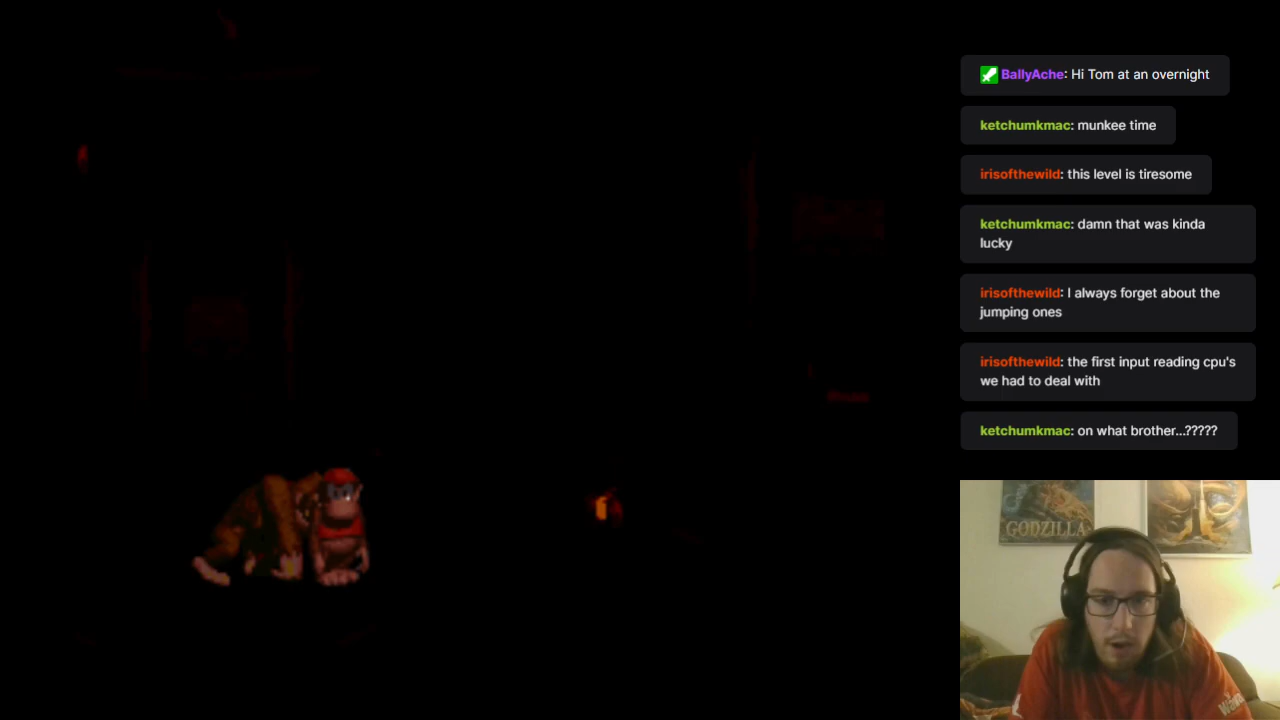 BallyAche: Hi Tom at an overnight
ketchumkmac: munkee time
irisofthewild: this level is tiresome
ketchumkmac: damn that was kinda
lucky
irisofthewild: I always forget about the
jumping ones
irisofthewild: the first input reading cpu's
we had to deal with
ketchumkmac: on what brother...?????
GODZILLA